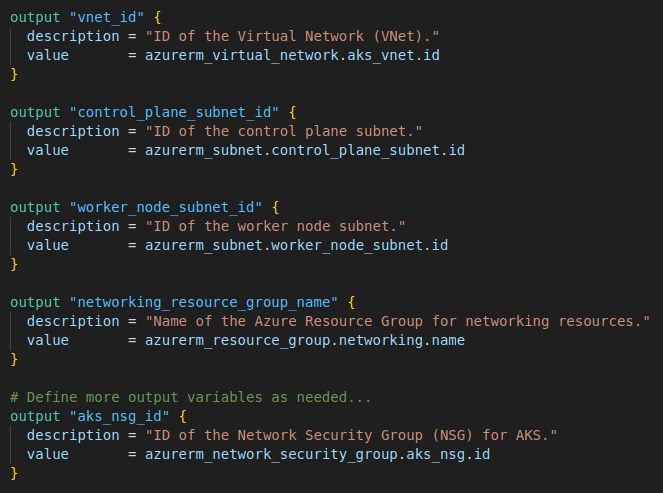 output "vnet_id" {
  description = "ID of the Virtual Network (VNet)."
  value       = azurerm_virtual_network.aks_vnet.id
}

output "control_plane_subnet_id" {
  description = "ID of the control plane subnet."
  value       = azurerm_subnet.control_plane_subnet.id
}

output "worker_node_subnet_id" {
  description = "ID of the worker node subnet."
  value       = azurerm_subnet.worker_node_subnet.id
}

output "networking_resource_group_name" {
  description = "Name of the Azure Resource Group for networking resources."
  value       = azurerm_resource_group.networking.name
}

# Define more output variables as needed...
output "aks_nsg_id" {
  description = "ID of the Network Security Group (NSG) for AKS."
  value       = azurerm_network_security_group.aks_nsg.id
}